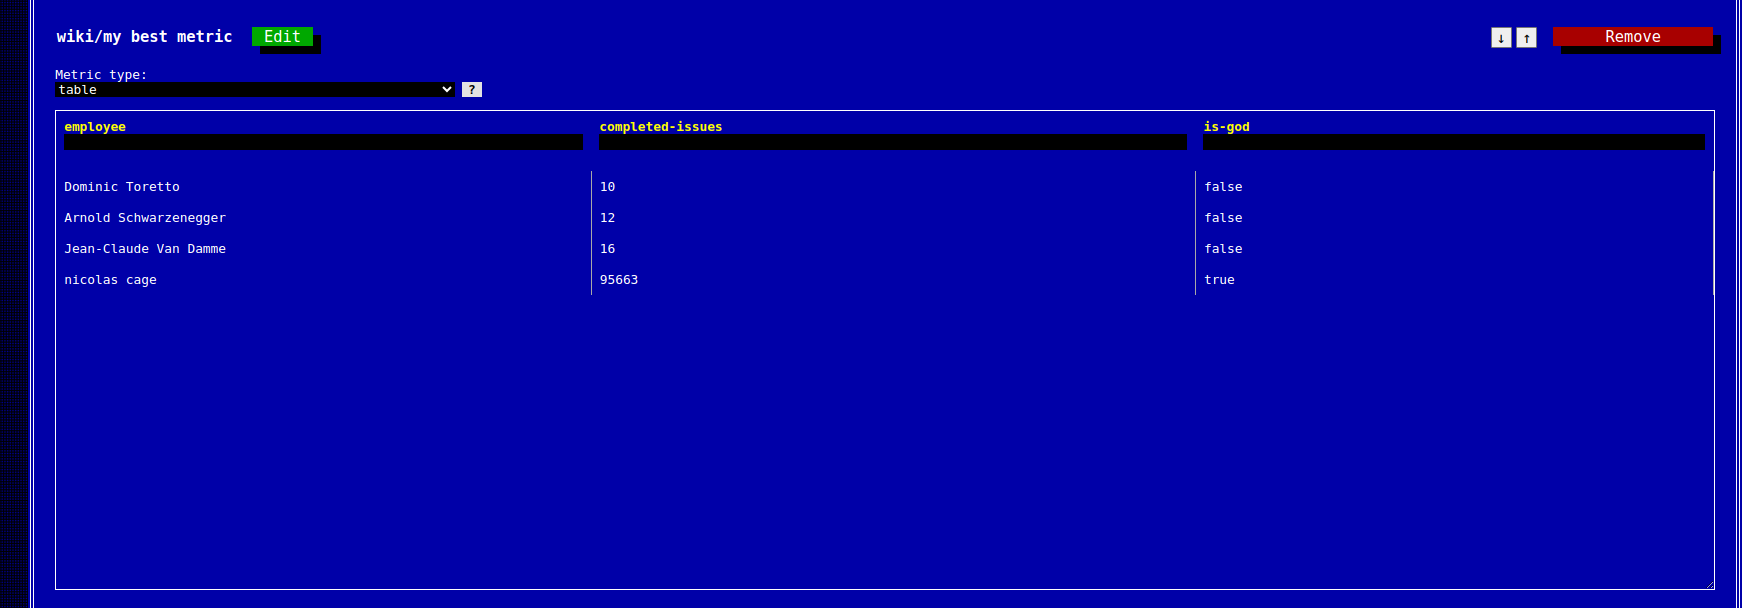 wiki/my best metric Edit ↓ ↑ Remove
Metric type:
table ?
employee completed-issues is-god
Dominic Toretto 10 false
Arnold Schwarzenegger 12 false
Jean-Claude Van Damme 16 false
nicolas cage 95663 true